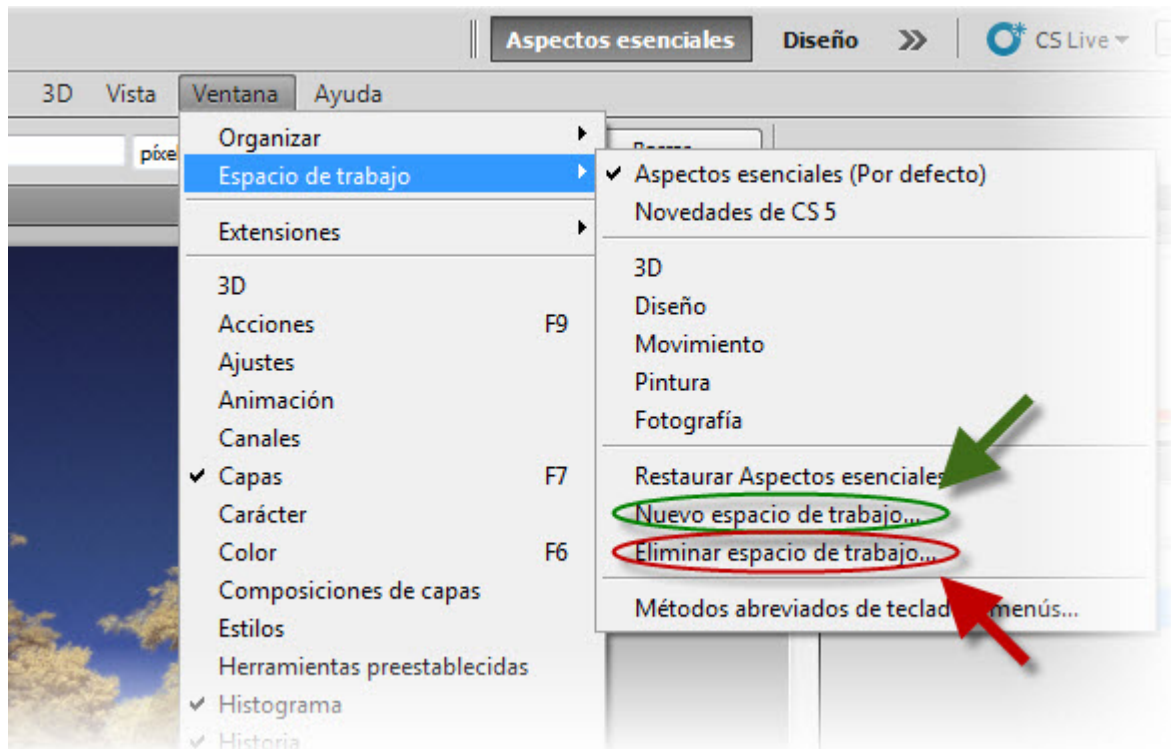 Aspectos esenciales Diseño CS Live
3D Vista Ventana Ayuda
Organizar
Espacio de trabajo
Extensiones
3D
Acciones F9
Ajustes
Animación
Canales
Capas F7
Carácter
Color F6
Composiciones de capas
Estilos
Herramientas preestablecidas
Histograma
Historia
Aspectos esenciales (Por defecto)
Novedades de CS 5
3D
Diseño
Movimiento
Pintura
Fotografía
Restaurar Aspectos esenciales
Nuevo espacio de trabajo...
Eliminar espacio de trabajo...
Métodos abreviados de teclado menús...